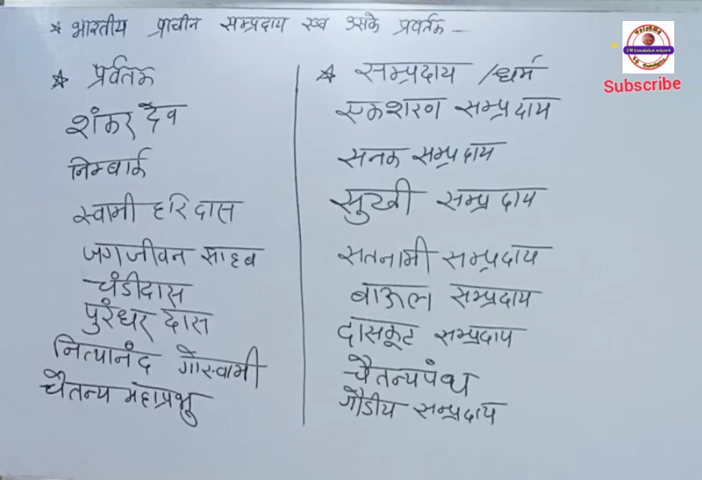 * भारतीय प्राचीन सम्प्रदाय एवं उसके प्रवर्तक —
* प्रर्वतक * सम्प्रदाय /धर्म
शंकर देव एकशरण सम्प्रदाय
निम्बार्क सनक सम्प्रदाय
स्वामी हरिदास सुखी सम्प्रदाय
जगजीवन साहब सतनामी सम्प्रदाय
चंडीदास बाऊल सम्प्रदाय
पुरंधर दास दासकूट सम्प्रदाय
नित्यानंद गोस्वामी चैतन्यपंथ
चैतन्य महाप्रभु गौडीय सम्प्रदाय
Subscribe